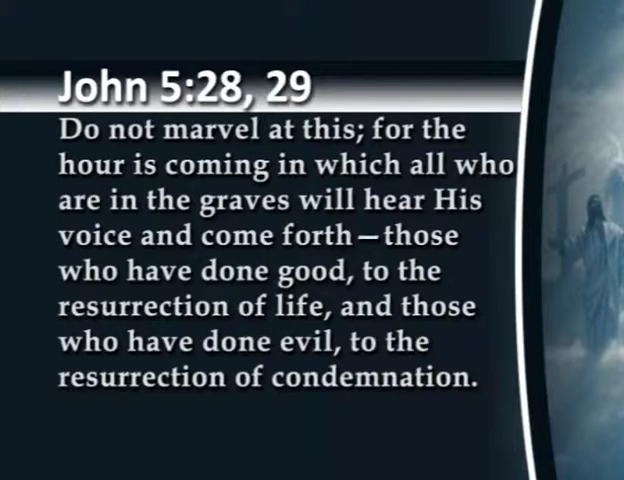 John 5:28, 29
Do not marvel at this; for the
hour is coming in which all who
are in the graves will hear His
voice and come forth—those
who have done good, to the
resurrection of life, and those
who have done evil, to the
resurrection of condemnation.